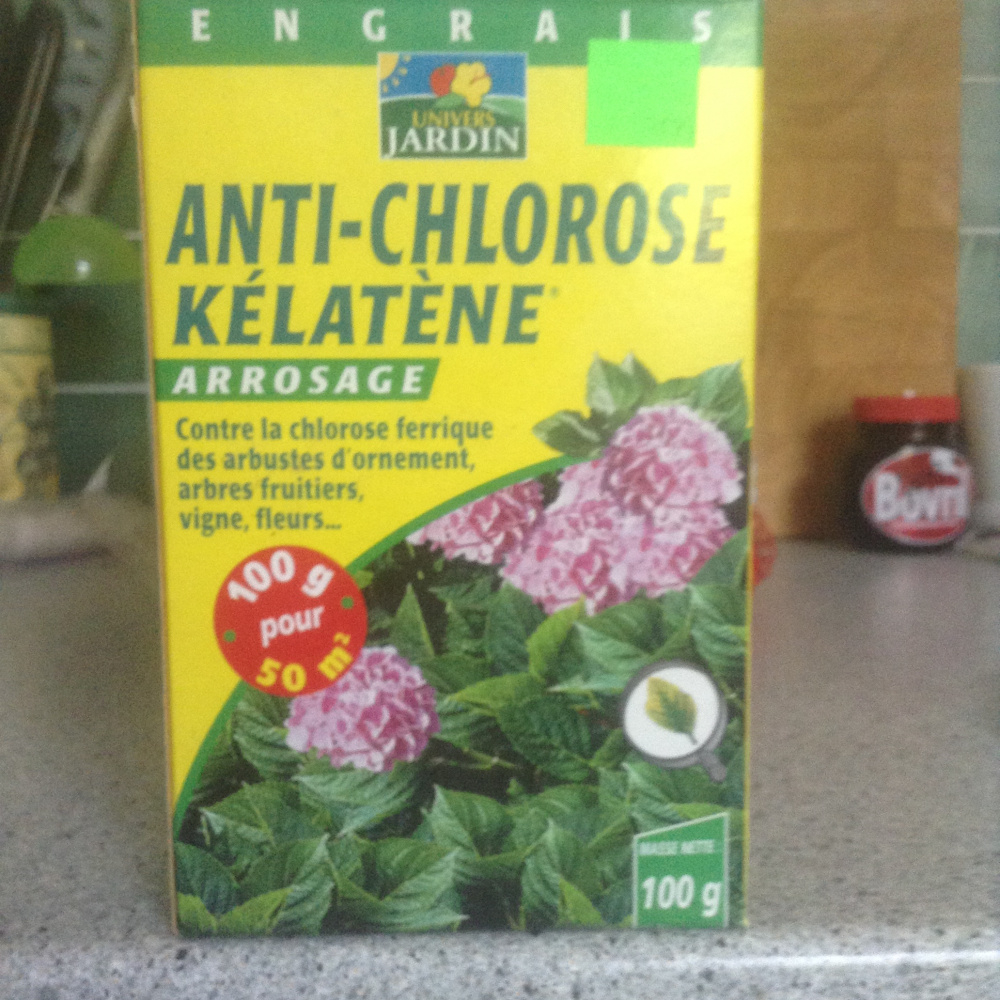 ENGRAIS
UNIVERS
JARDIN
ANTI-CHLOROSE
KÉLATÈNE®
ARROSAGE
Contre la chlorose ferrique
des arbustes d'ornement,
arbres fruitiers,
vigne, fleurs...
100 g
pour
50 m²
MASSE NETTE
100 g
Bovril